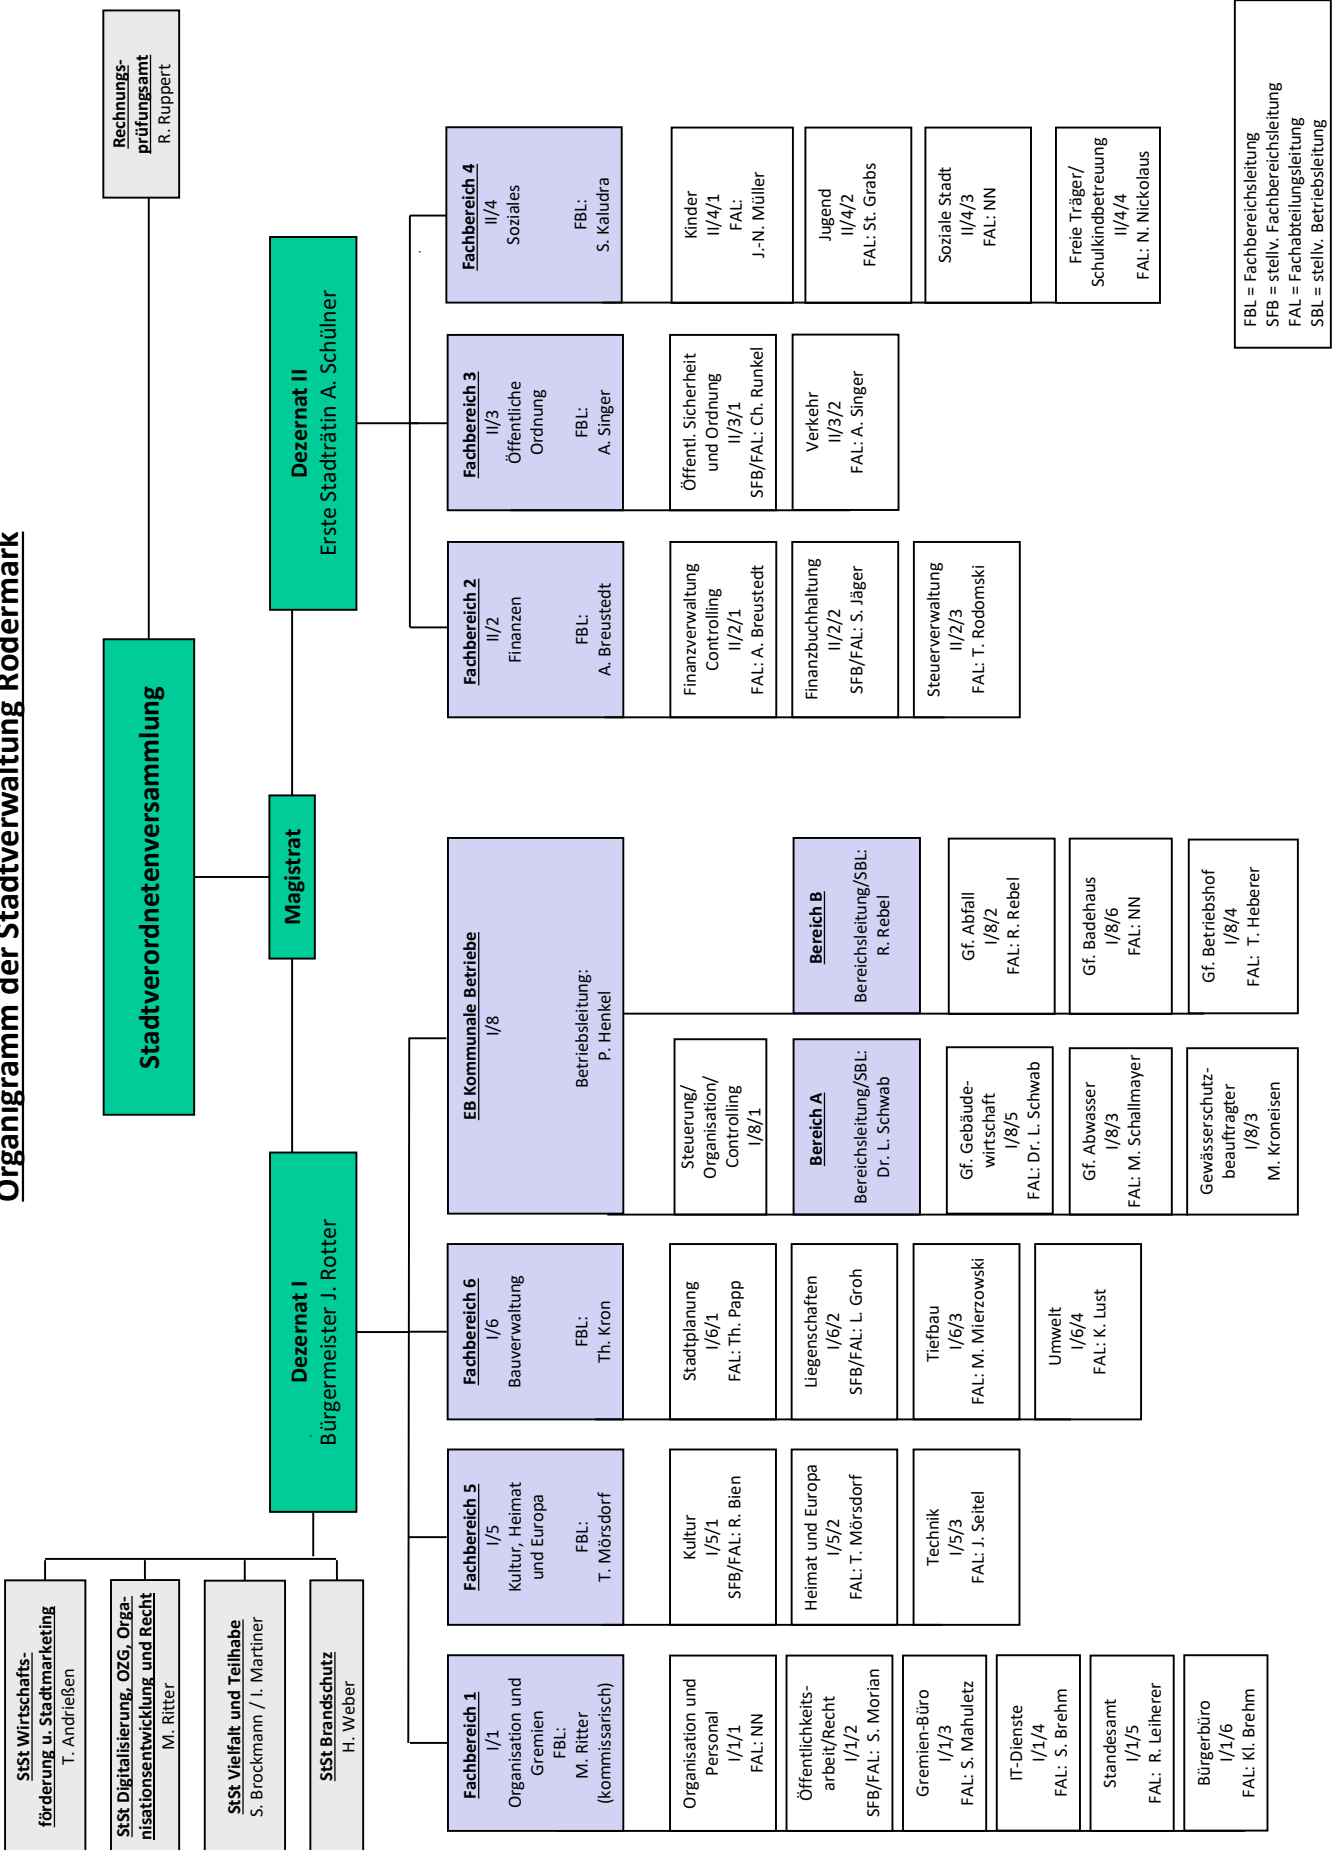 Organigramm der Stadtverwaltung Rödermark
Stadtverordnetenversammlung
Rechnungs-
prüfungsamt
R. Ruppert
Magistrat
StSt Wirtschafts-
förderung u. Stadtmarketing
T. Andrießen
StSt Digitalisierung, OZG, Orga-
nisationsentwicklung und Recht
M. Ritter
StSt Vielfalt und Teilhabe
S. Brockmann / I. Martiner
StSt Brandschutz
H. Weber
Dezernat I
Bürgermeister J. Rotter
Dezernat II
Erste Stadträtin A. Schülner
Fachbereich 1
I/1
Organisation und
Gremien
FBL:
M. Ritter
(kommissarisch)
Organisation und
Personal
I/1/1
FAL: NN
Öffentlichkeits-
arbeit/Recht
I/1/2
SFB/FAL: S. Morian
Gremien-Büro
I/1/3
FAL: S. Mahuletz
IT-Dienste
I/1/4
FAL: S. Brehm
Standesamt
I/1/5
FAL: R. Leiherer
Bürgerbüro
I/1/6
FAL: Kl. Brehm
Fachbereich 5
I/5
Kultur, Heimat
und Europa
FBL:
T. Mörsdorf
Kultur
I/5/1
SFB/FAL: R. Bien
Heimat und Europa
I/5/2
FAL: T. Mörsdorf
Technik
I/5/3
FAL: J. Seitel
Fachbereich 6
I/6
Bauverwaltung
FBL:
Th. Kron
Stadtplanung
I/6/1
FAL: Th. Papp
Liegenschaften
I/6/2
SFB/FAL: L. Groh
Tiefbau
I/6/3
FAL: M. Mierzowski
Umwelt
I/6/4
FAL: K. Lust
EB Kommunale Betriebe
I/8
Betriebsleitung:
P. Henkel
Steuerung/
Organisation/
Controlling
I/8/1
Bereich A
Bereichsleitung/SBL:
Dr. L. Schwab
Gf. Gebäude-
wirtschaft
I/8/5
FAL: Dr. L. Schwab
Gf. Abwasser
I/8/3
FAL: M. Schallmayer
Gewässerschutz-
beauftragter
I/8/3
M. Kroneisen
Bereich B
Bereichsleitung/SBL:
R. Rebel
Gf. Abfall
I/8/2
FAL: R. Rebel
Gf. Badehaus
I/8/6
FAL: NN
Gf. Betriebshof
I/8/4
FAL: T. Heberer
Fachbereich 2
II/2
Finanzen
FBL:
A. Breustedt
Finanzverwaltung
Controlling
II/2/1
FAL: A. Breustedt
Finanzbuchhaltung
II/2/2
SFB/FAL: S. Jäger
Steuerverwaltung
II/2/3
FAL: T. Rodomski
Fachbereich 3
II/3
Öffentliche
Ordnung
FBL:
A. Singer
Öffentl. Sicherheit
und Ordnung
II/3/1
SFB/FAL: Ch. Runkel
Verkehr
II/3/2
FAL: A. Singer
Fachbereich 4
II/4
Soziales
FBL:
S. Kaludra
Kinder
II/4/1
FAL:
J.-N. Müller
Jugend
II/4/2
FAL: St. Grabs
Soziale Stadt
II/4/3
FAL: NN
Freie Träger/
Schulkindbetreuung
II/4/4
FAL: N. Nickolaus
FBL = Fachbereichsleitung
SFB = stellv. Fachbereichsleitung
FAL = Fachabteilungsleitung
SBL = stellv. Betriebsleitung